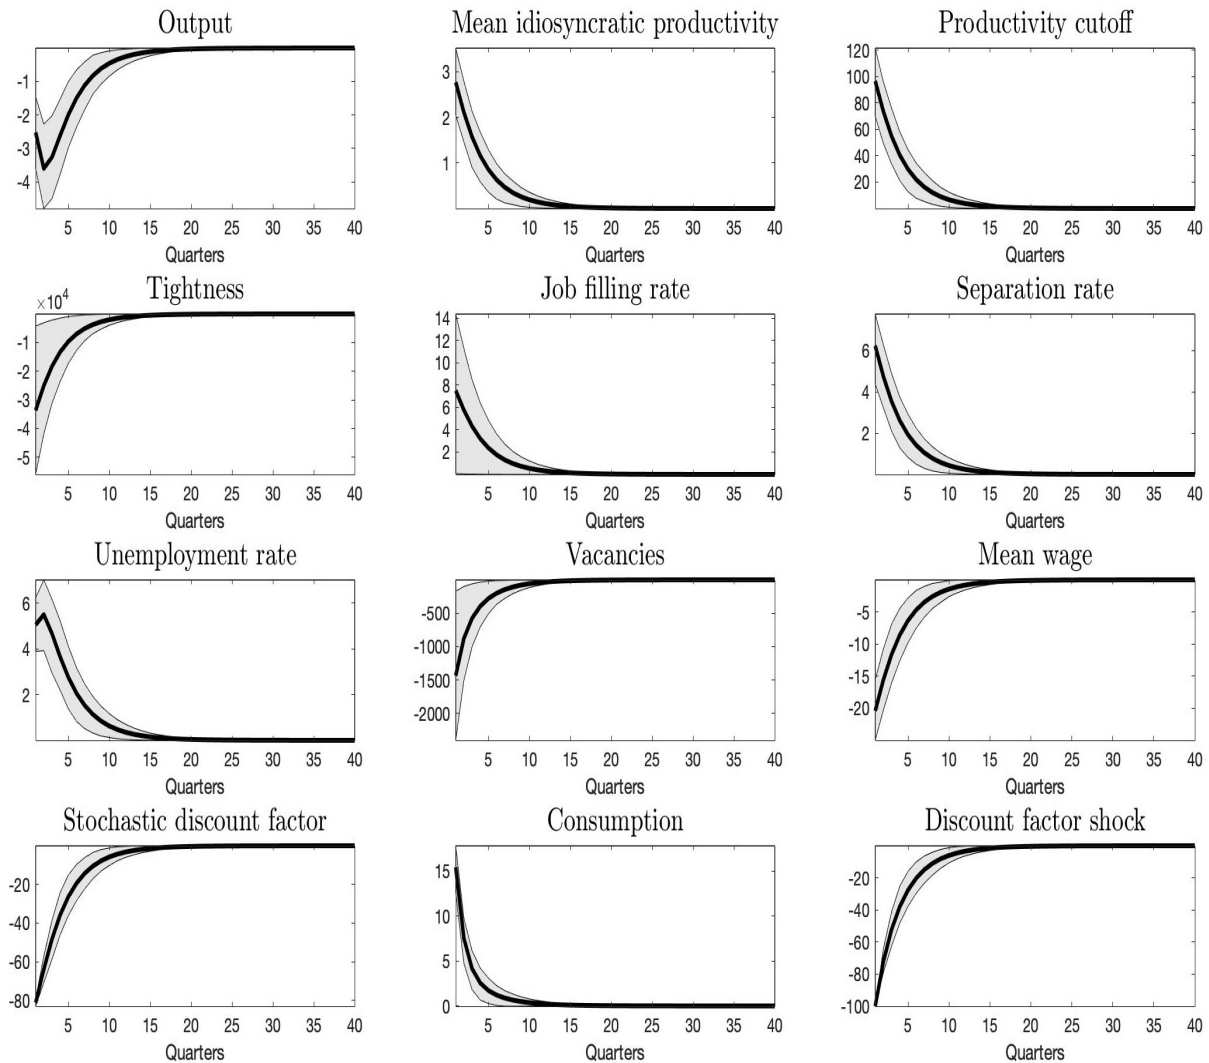 Output
Mean idiosyncratic productivity
Productivity cutoff
-1
-2
-3
-4
5 10 15 20 25 30 35 40
Quarters
3
2
1
5 10 15 20 25 30 35 40
Quarters
120
100
80
60
40
20
5 10 15 20 25 30 35 40
Quarters
Tightness
Job filling rate
Separation rate
×10⁴
-1
-2
-3
-4
-5
5 10 15 20 25 30 35 40
Quarters
14
12
10
8
6
4
2
5 10 15 20 25 30 35 40
Quarters
6
4
2
5 10 15 20 25 30 35 40
Quarters
Unemployment rate
Vacancies
Mean wage
6
4
2
5 10 15 20 25 30 35 40
Quarters
-500
-1000
-1500
-2000
5 10 15 20 25 30 35 40
Quarters
-5
-10
-15
-20
5 10 15 20 25 30 35 40
Quarters
Stochastic discount factor
Consumption
Discount factor shock
-20
-40
-60
-80
5 10 15 20 25 30 35 40
Quarters
15
10
5
0
5 10 15 20 25 30 35 40
Quarters
-20
-40
-60
-80
-100
5 10 15 20 25 30 35 40
Quarters